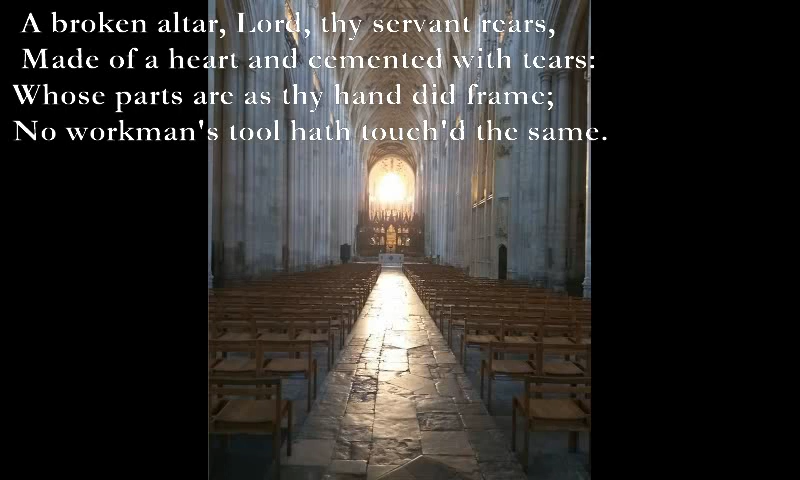 A broken altar, Lord, thy servant rears,
Made of a heart and cemented with tears:
Whose parts are as thy hand did frame;
No workman's tool hath touch'd the same.